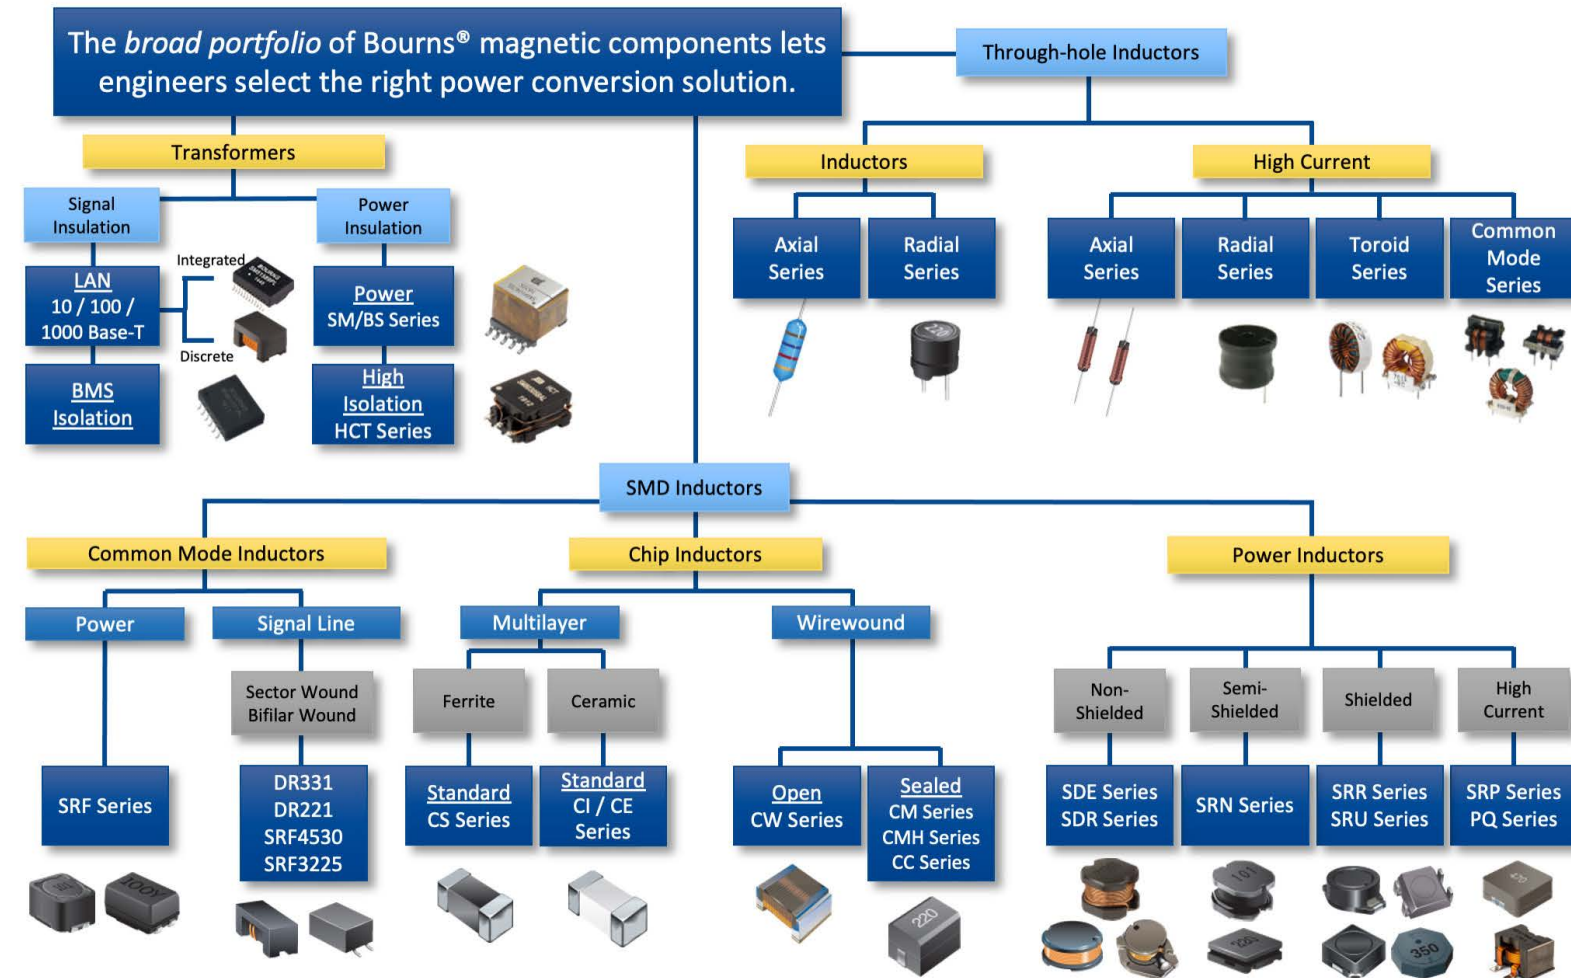 The broad portfolio of Bourns® magnetic components lets
engineers select the right power conversion solution.
Through-hole Inductors
Transformers
Signal
Insulation
Power
Insulation
LAN
10 / 100 /
1000 Base-T
Integrated
Discrete
BMS
Isolation
Power
SM/BS Series
High
Isolation
HCT Series
Inductors
Axial
Series
Radial
Series
220
High Current
Axial
Series
Radial
Series
Toroid
Series
Common
Mode
Series
SMD Inductors
Common Mode Inductors
Power
SRF Series
Signal Line
Sector Wound
Bifilar Wound
DR331
DR221
SRF4530
SRF3225
100Y
Chip Inductors
Multilayer
Ferrite
Standard
CS Series
Ceramic
Standard
CI / CE
Series
Wirewound
Open
CW Series
Sealed
CM Series
CMH Series
CC Series
220
Power Inductors
Non-
Shielded
SDE Series
SDR Series
Semi-
Shielded
SRN Series
101
220
Shielded
SRR Series
SRU Series
350
High
Current
SRP Series
PQ Series